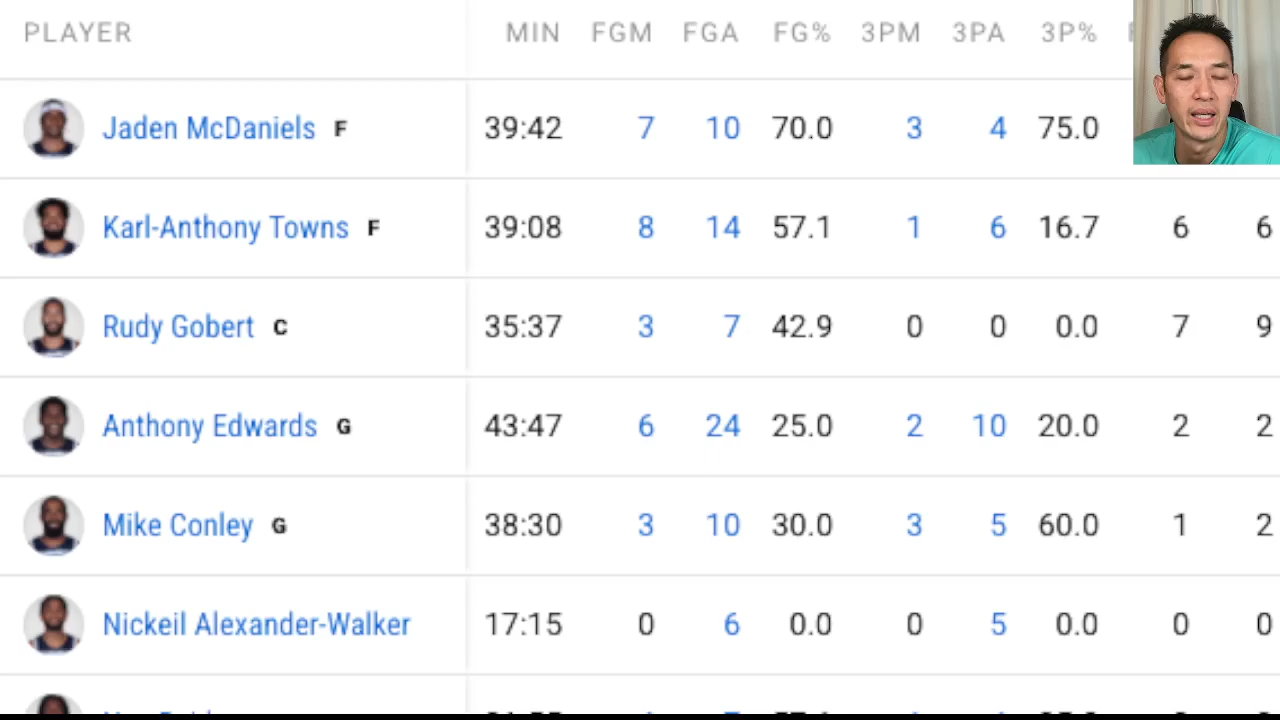 PLAYER MIN FGM FGA FG% 3PM 3PA 3P%
Jaden McDaniels F 39:42 7 10 70.0 3 4 75.0
Karl-Anthony Towns F 39:08 8 14 57.1 1 6 16.7 6 6
Rudy Gobert C 35:37 3 7 42.9 0 0 0.0 7 9
Anthony Edwards G 43:47 6 24 25.0 2 10 20.0 2 2
Mike Conley G 38:30 3 10 30.0 3 5 60.0 1 2
Nickeil Alexander-Walker 17:15 0 6 0.0 0 5 0.0 0 0